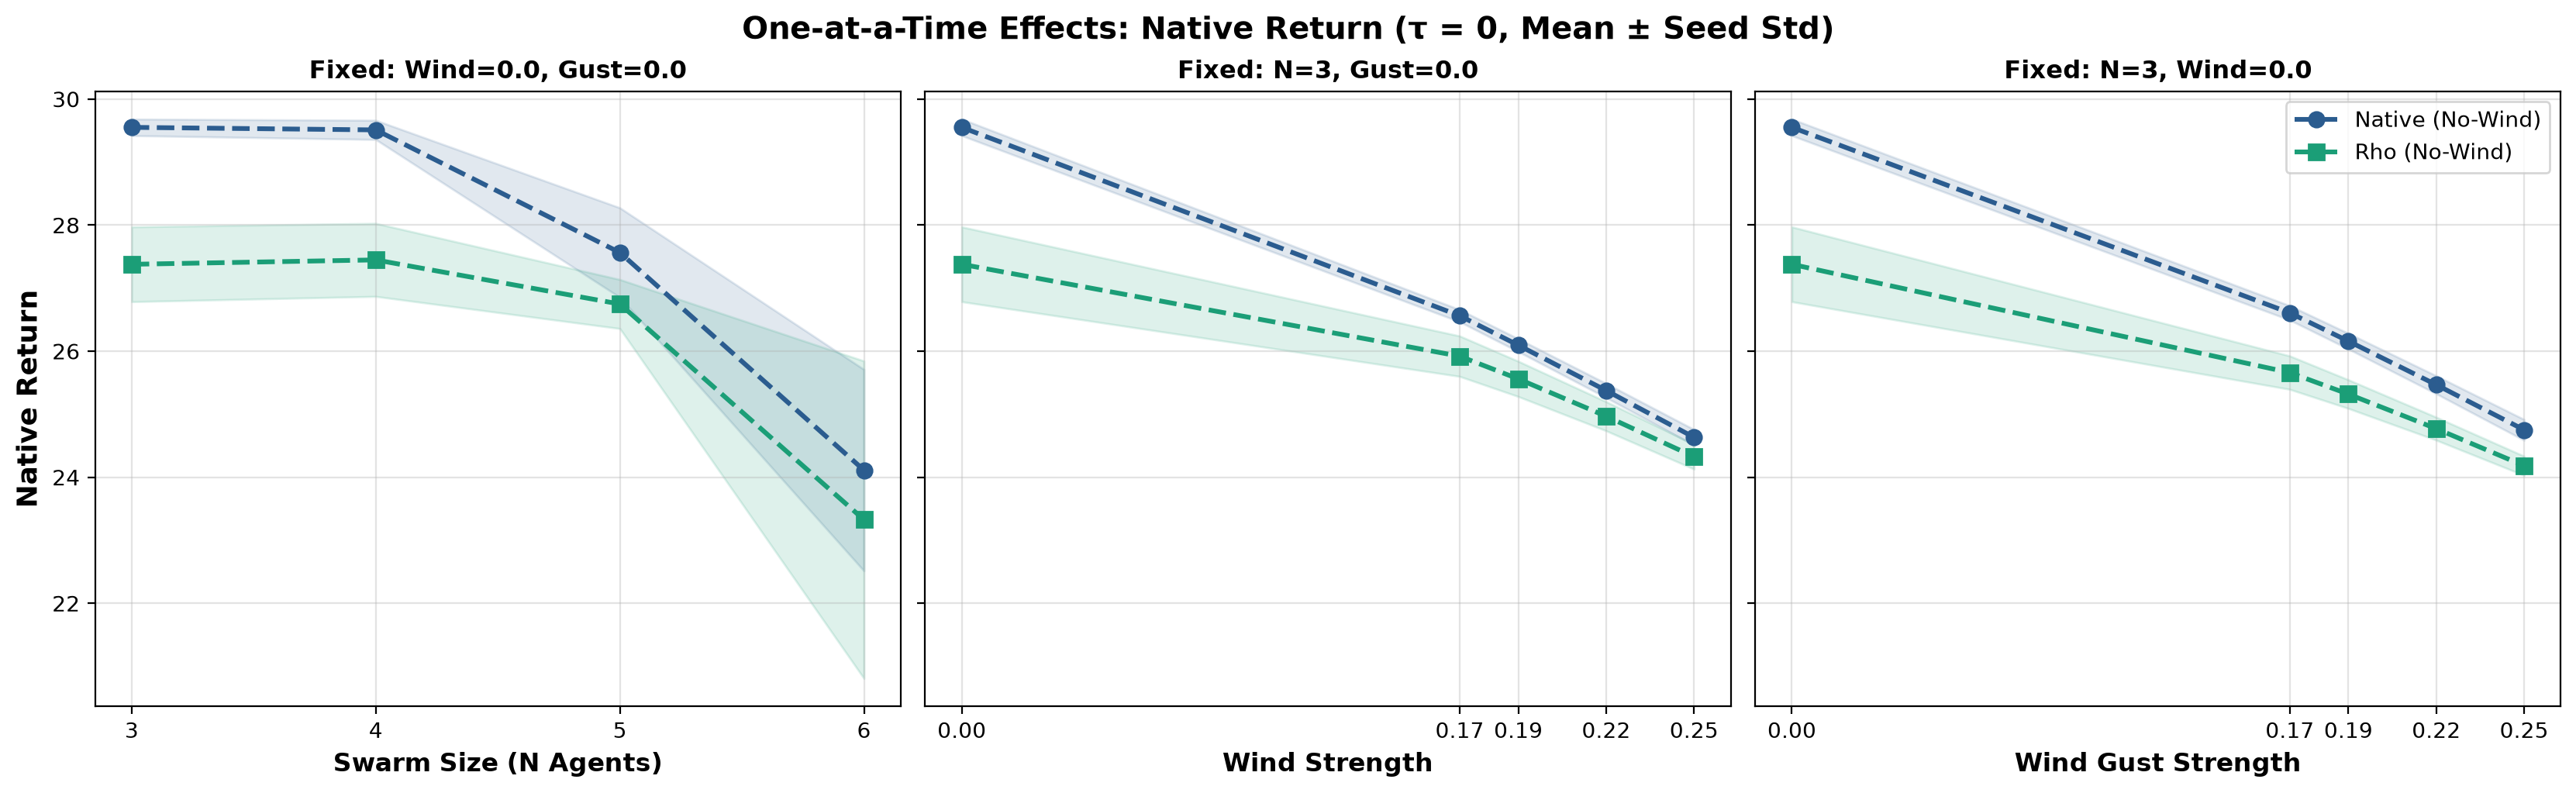 One-at-a-Time Effects: Native Return (τ = 0, Mean ± Seed Std)
Fixed: Wind=0.0, Gust=0.0
Fixed: N=3, Gust=0.0
Fixed: N=3, Wind=0.0
Native Return
30
28
26
24
22
3 4 5 6
Swarm Size (N Agents)
0.00 0.17 0.19 0.22 0.25
Wind Strength
Native (No-Wind)
Rho (No-Wind)
0.00 0.17 0.19 0.22 0.25
Wind Gust Strength